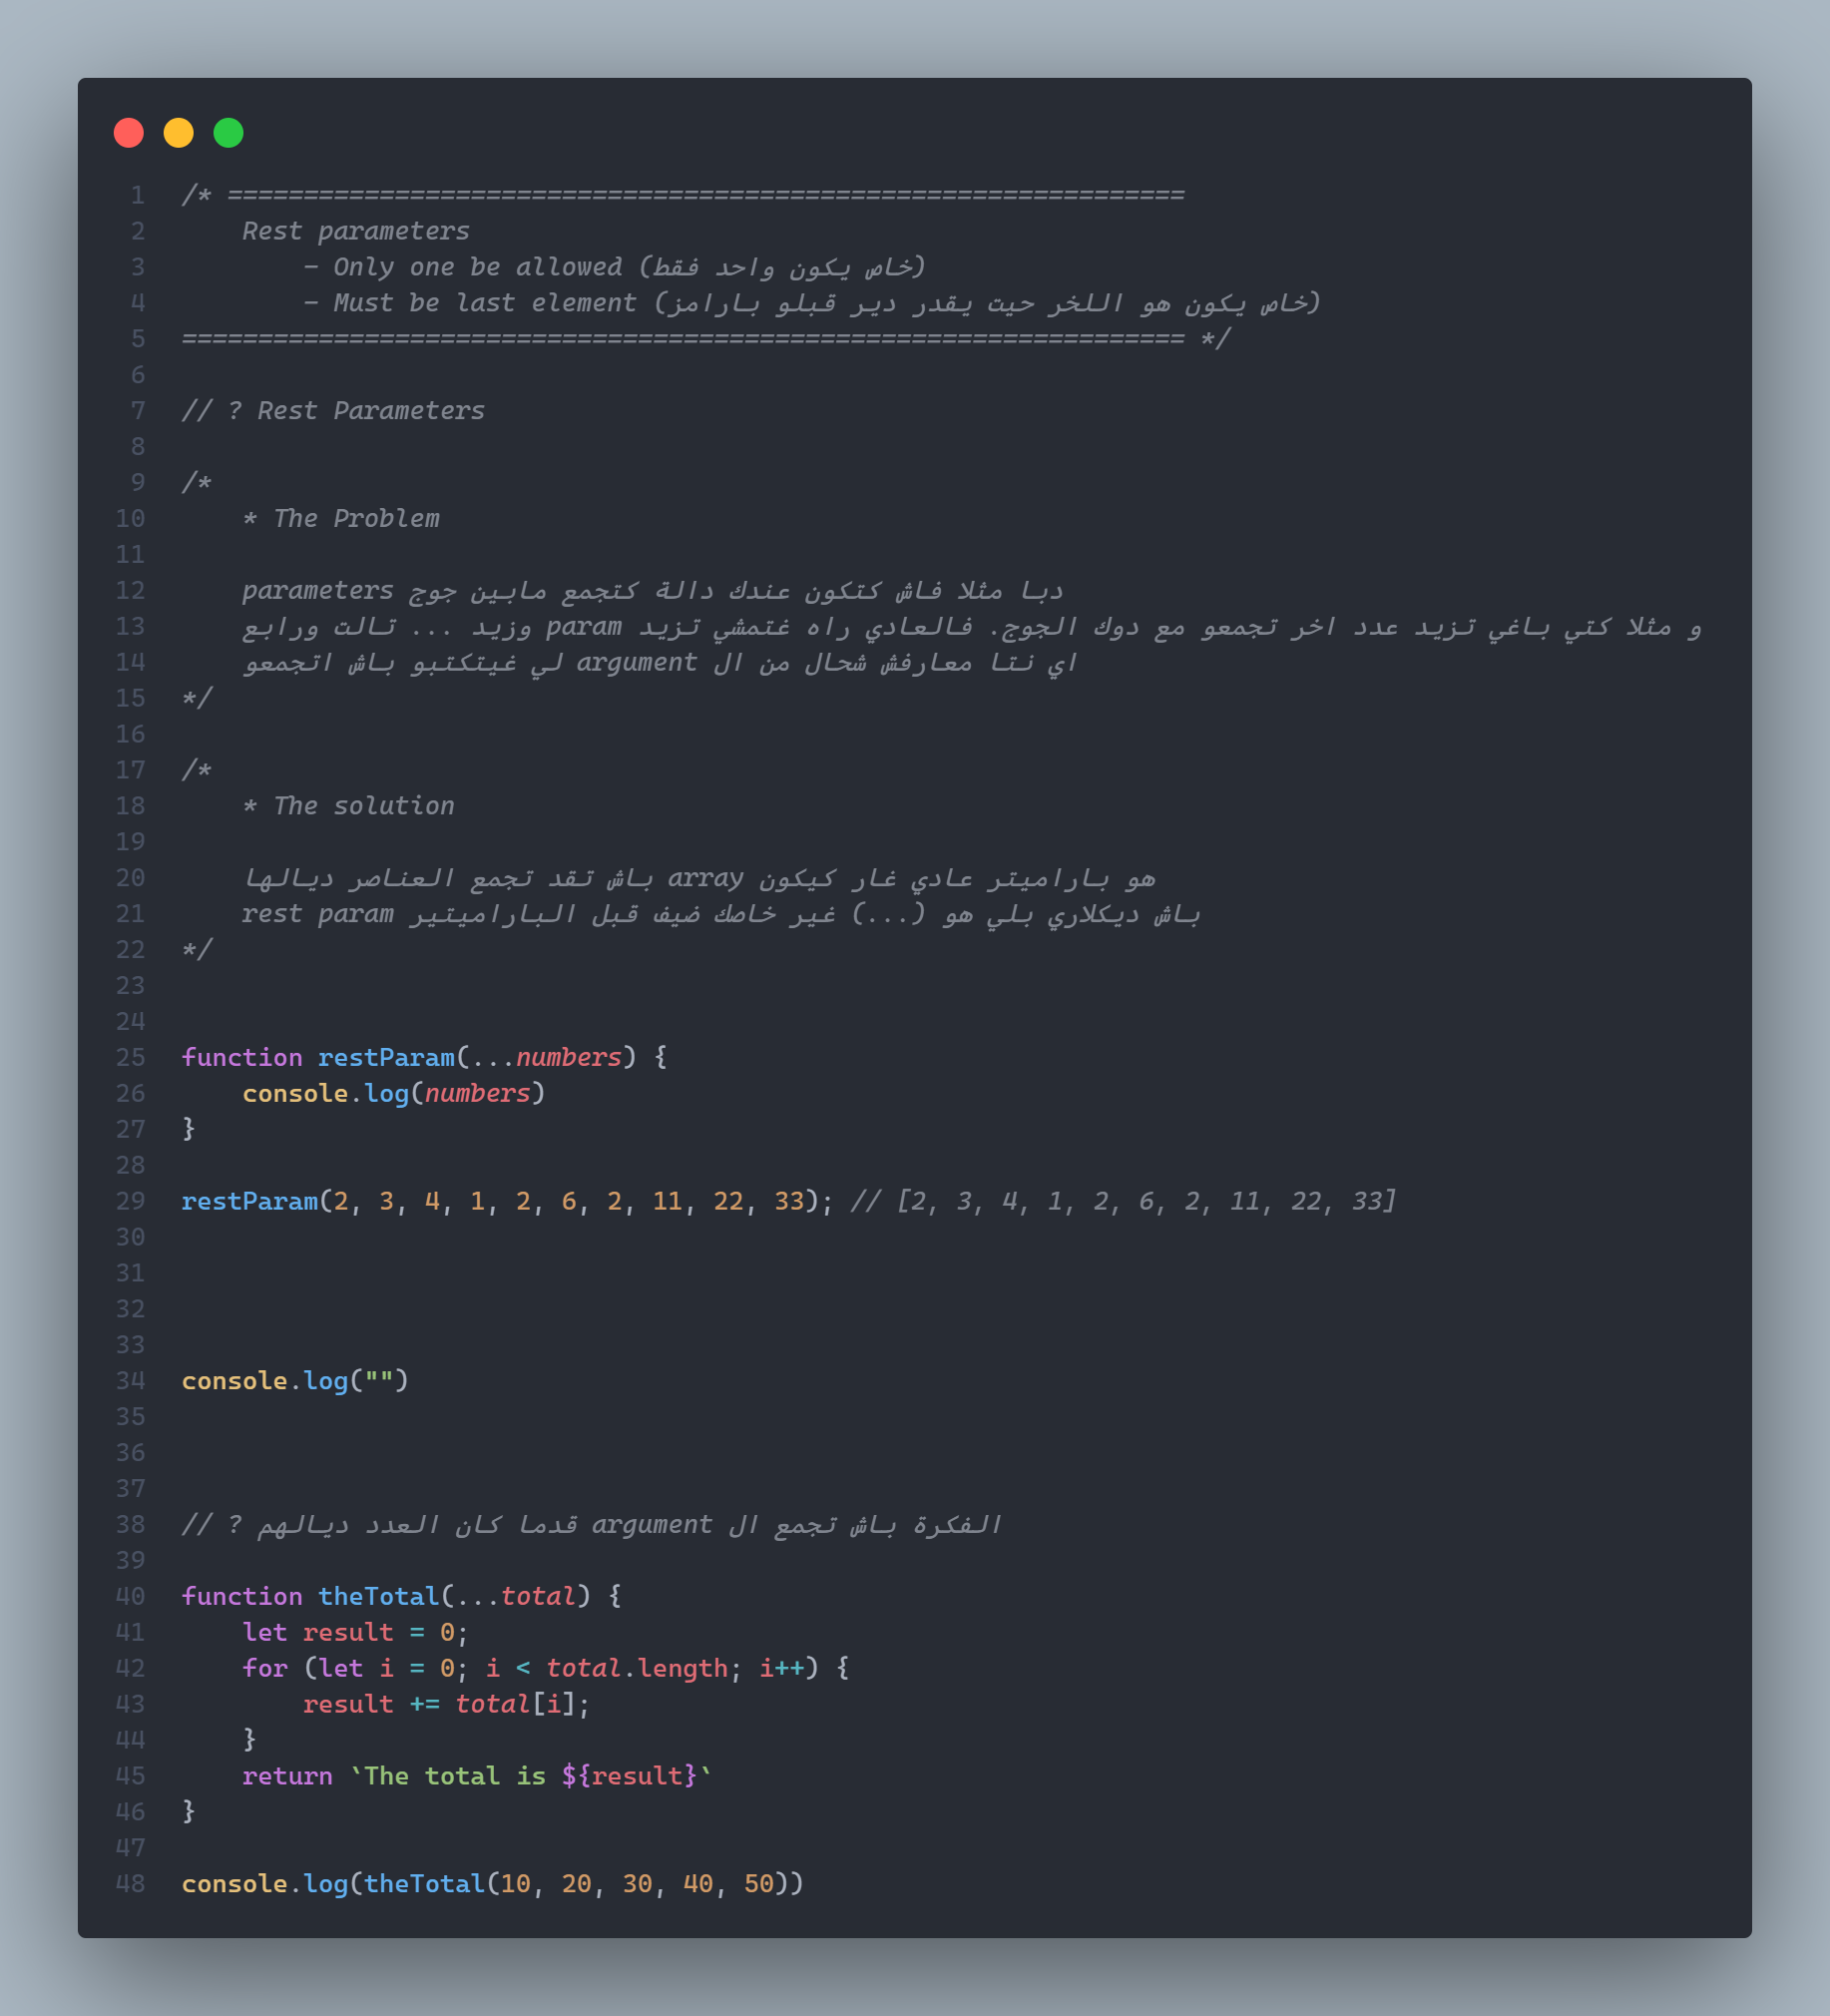 1 /* ===============================================================
2 Rest parameters
3 - Only one be allowed (خاص يكون واحد فقط)
4 - Must be last element (خاص يكون هو اللخر حيت يقدر دير قبلو بارامز)
5 ================================================================== */
6
7 // ? Rest Parameters
8
9 /*
10 * The Problem
11
12 دبا مثلا فاش كتكون عندك دالة كتجمع مابين جوج parameters
13 و مثلا كتي باغي تزيد عدد اخر تجمعو مع دوك الجوج. فالعادي راه غتمشي تزيد param وزيد ... تالت ورابع
14 اي نتا معارفش شحال من ال argument لي غيتكتبو باش اتجمعو
15 */
16
17 /*
18 * The solution
19
20 هو باراميتر عادي غار كيكون array باش تقد تجمع العناصر ديالها
21 باش ديكلاري بلي هو (...) غير خاصك ضيف قبل الباراميتير rest param
22 */
23
24
25 function restParam(...numbers) {
26 console.log(numbers)
27 }
28
29 restParam(2, 3, 4, 1, 2, 6, 2, 11, 22, 33); // [2, 3, 4, 1, 2, 6, 2, 11, 22, 33]
30
31
32
33
34 console.log("")
35
36
37
38 // ? الفكرة باش تجمع ال argument قدما كان العدد ديالهم
39
40 function theTotal(...total) {
41 let result = 0;
42 for (let i = 0; i < total.length; i++) {
43 result += total[i];
44 }
45 return `The total is ${result}`
46 }
47
48 console.log(theTotal(10, 20, 30, 40, 50))